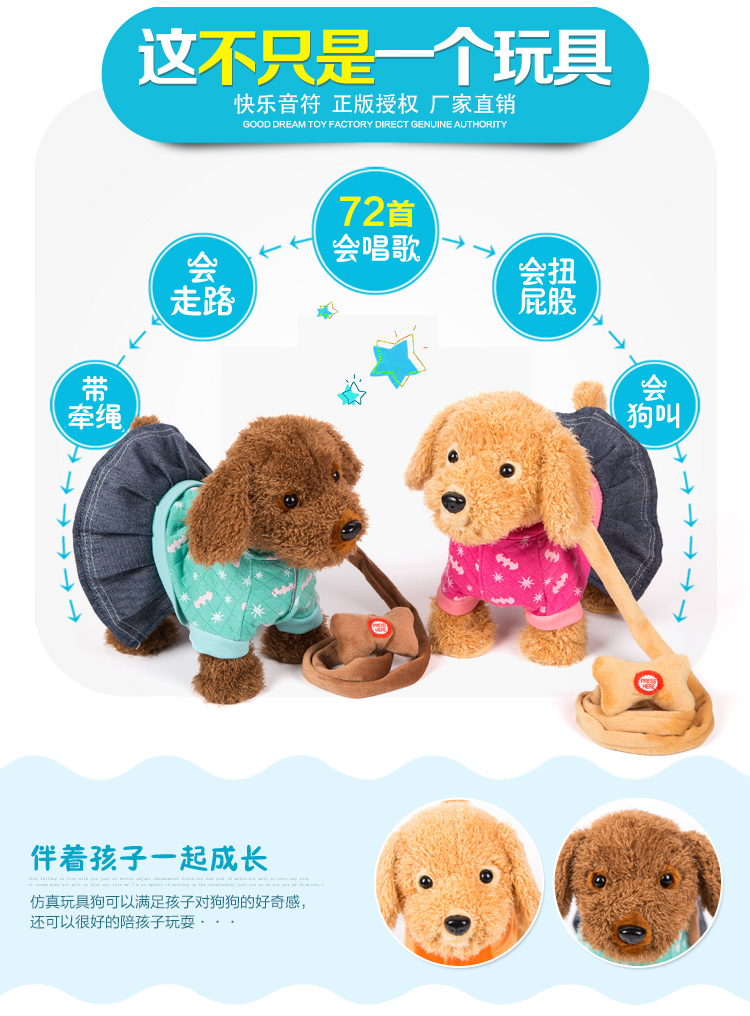 这不只是一个玩具
快乐音符 正版授权 厂家直销
GOOD DREAM TOY FACTORY DIRECT GENUINE AUTHORITY
72首
会唱歌
会
走路
会扭
屁股
带
牵绳
会
狗叫
PRESS
HERE
PRESS
HERE
伴着孩子一起成长
仿真玩具狗可以满足孩子对狗狗的好奇感，
还可以很好的陪孩子玩耍···